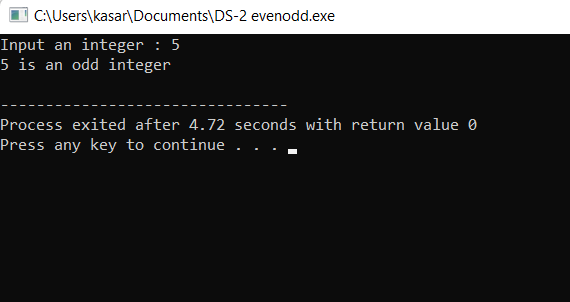 C:\Users\kasar\Documents\DS-2 evenodd.exe
Input an integer : 5
5 is an odd integer
--------------------------------
Process exited after 4.72 seconds with return value 0
Press any key to continue . . .